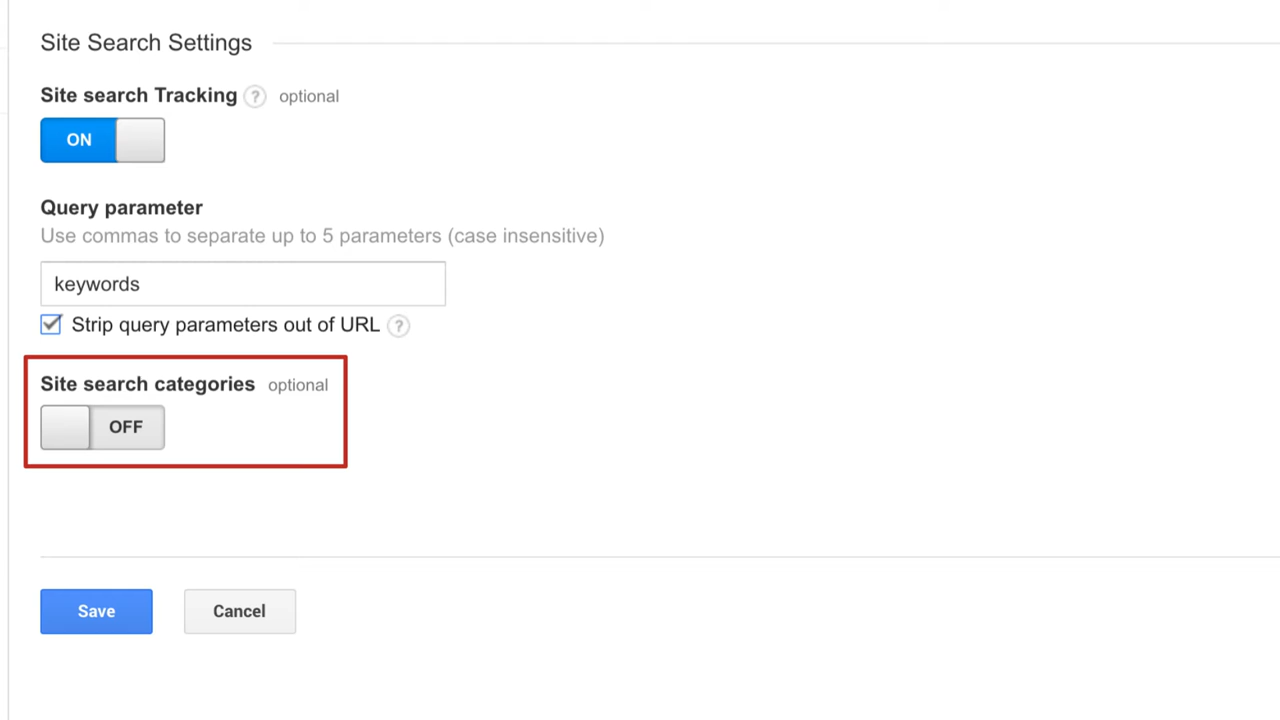 Site Search Settings
Site search Tracking ? optional
ON
Query parameter
Use commas to separate up to 5 parameters (case insensitive)
keywords
Strip query parameters out of URL ?
Site search categories optional
OFF
Save Cancel